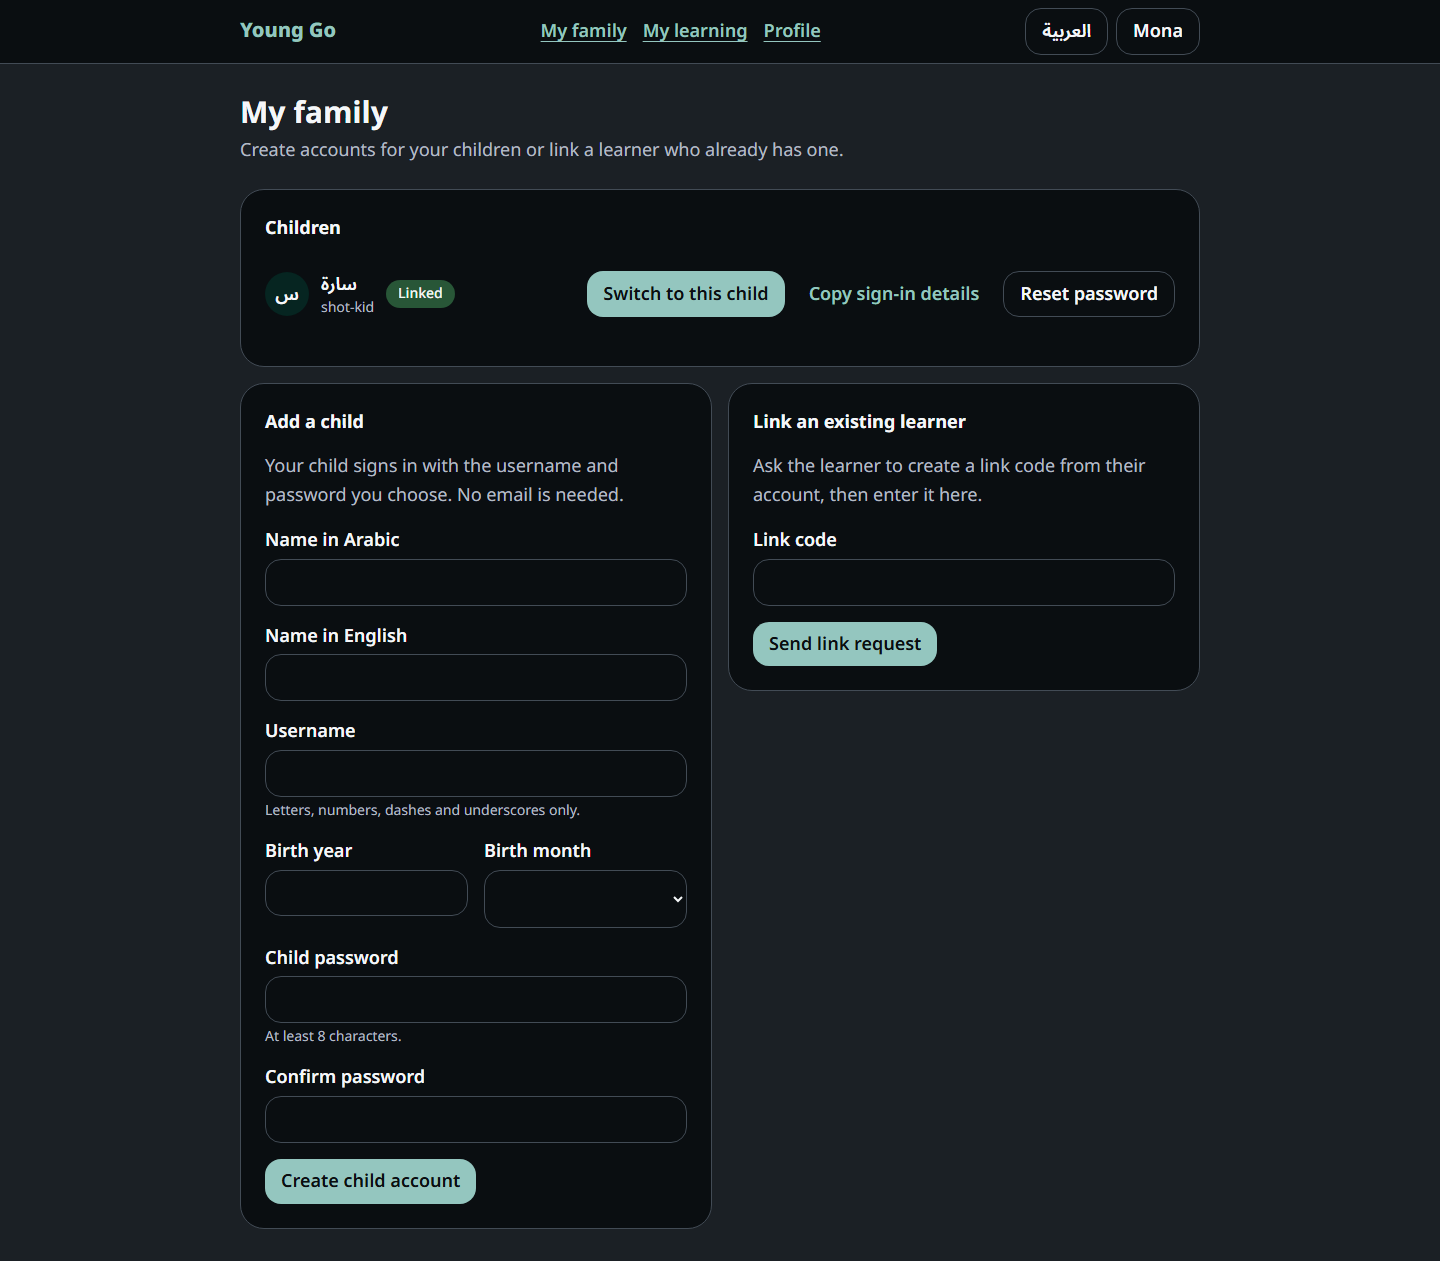 Young Go
My family
My learning
Profile
العربية
Mona
My family
Create accounts for your children or link a learner who already has one.
Children
س
سارة
shot-kid
Linked
Switch to this child
Copy sign-in details
Reset password
Add a child
Your child signs in with the username and
password you choose. No email is needed.
Name in Arabic
Name in English
Username
Letters, numbers, dashes and underscores only.
Birth year
Birth month
Child password
At least 8 characters.
Confirm password
Create child account
Link an existing learner
Ask the learner to create a link code from their
account, then enter it here.
Link code
Send link request